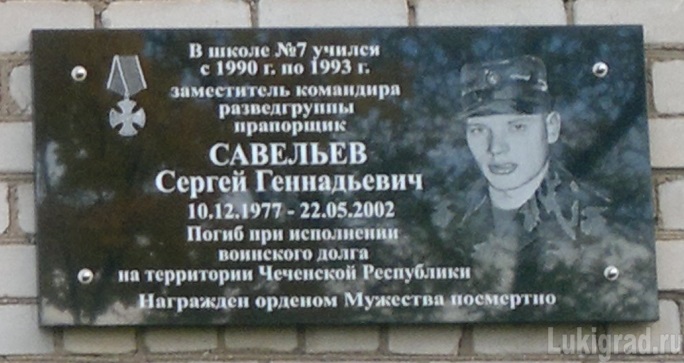 В школе №7 учился
с 1990 г. по 1993 г.
заместитель командира
разведгруппы
прапорщик
САВЕЛЬЕВ
Сергей Геннадьевич
10.12.1977 - 22.05.2002
Погиб при исполнении
воинского долга
на территории Чеченской Республики
Награжден орденом Мужества посмертно
Lukigrad.ru